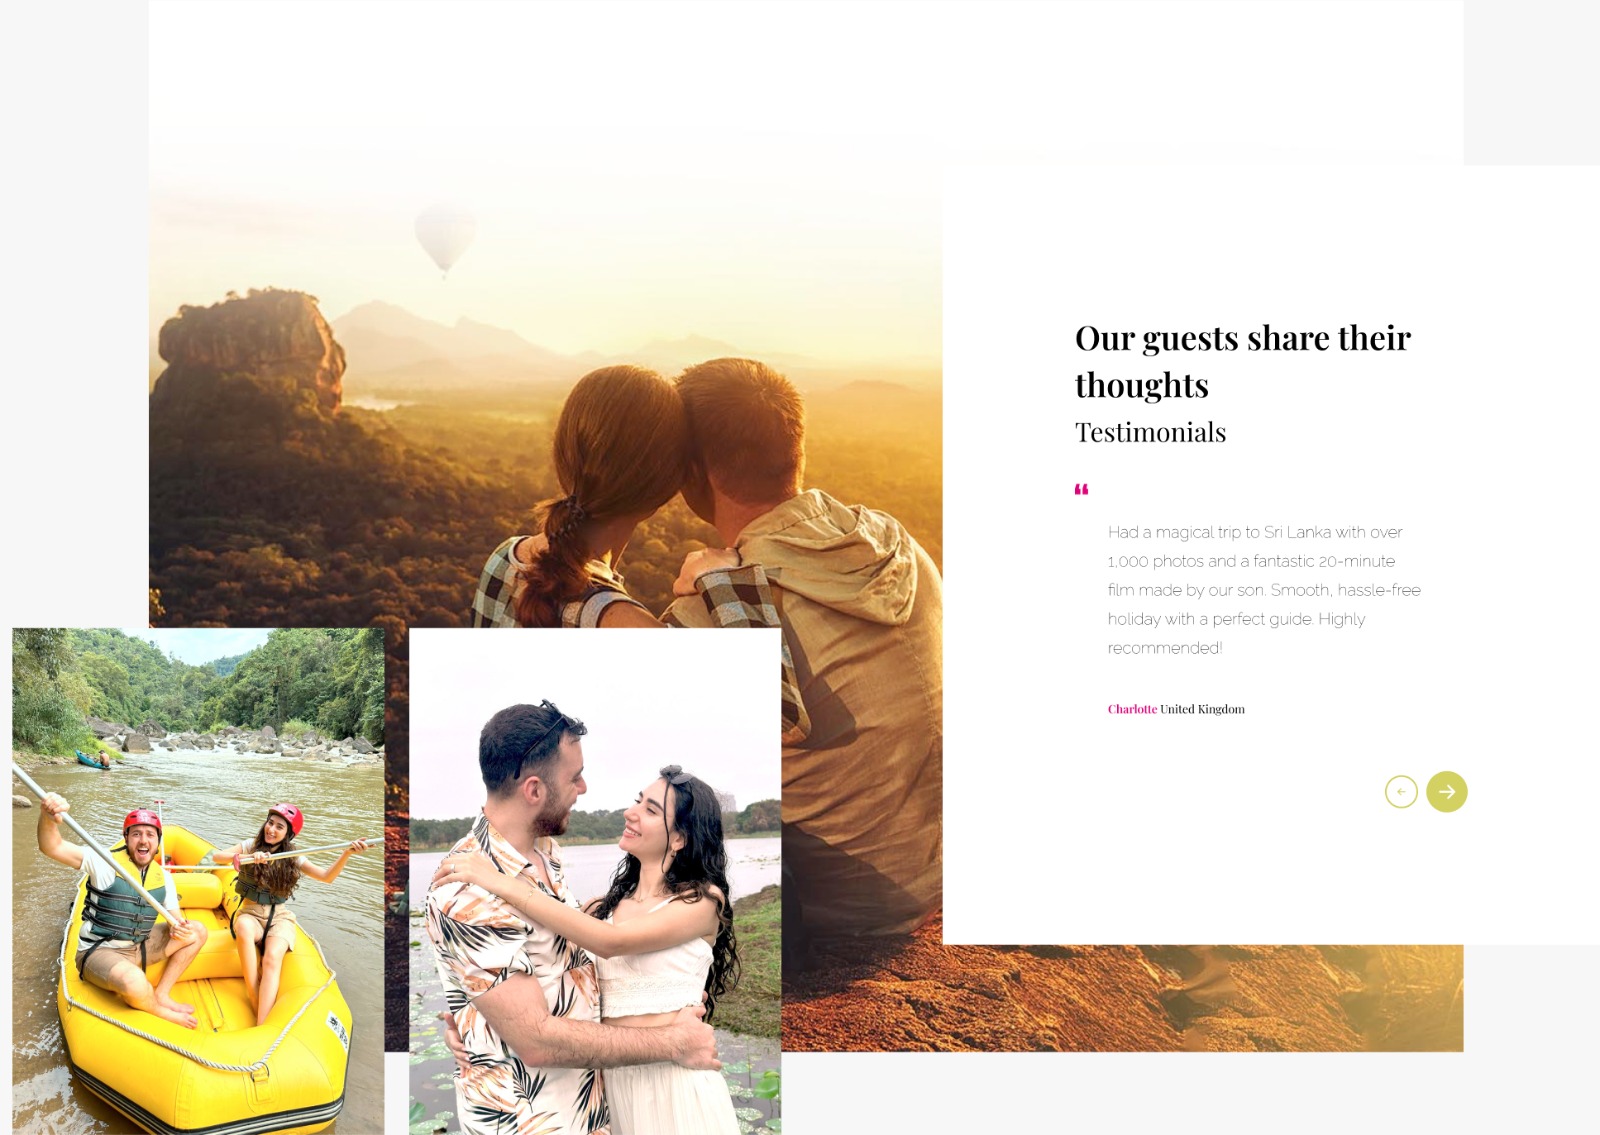 Our guests share their
thoughts
Testimonials
“
Had a magical trip to Sri Lanka with over
1,000 photos and a fantastic 20-minute
film made by our son. Smooth, hassle-free
holiday with a perfect guide. Highly
recommended!
Charlotte United Kingdom